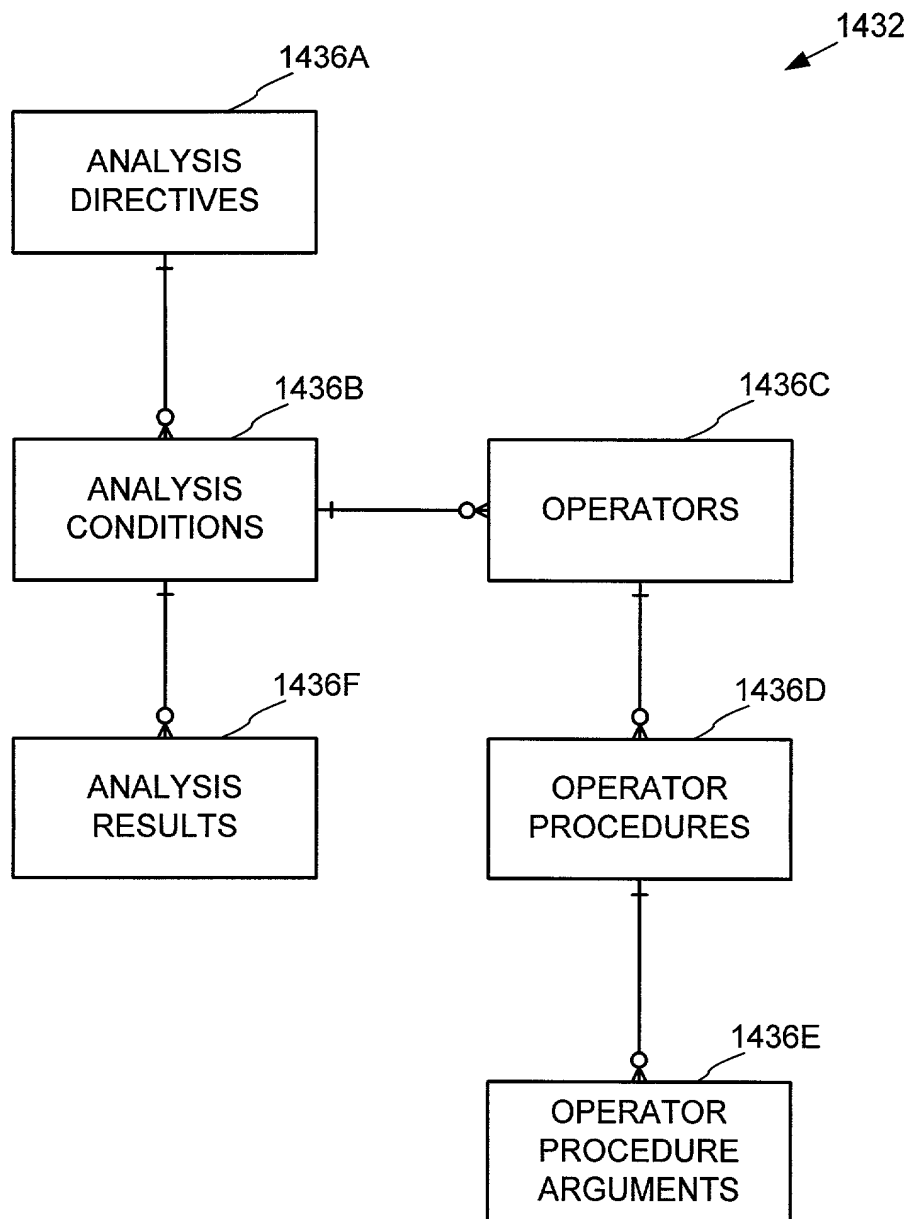 1432
1436A
ANALYSIS
DIRECTIVES
1436B
ANALYSIS
CONDITIONS
1436C
OPERATORS
1436F
ANALYSIS
RESULTS
1436D
OPERATOR
PROCEDURES
1436E
OPERATOR
PROCEDURE
ARGUMENTS